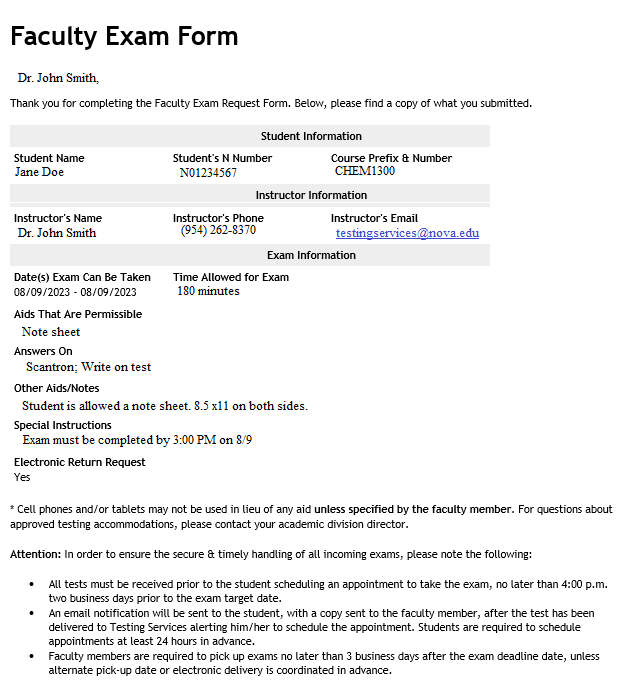 Faculty Exam Form
Dr. John Smith,
Thank you for completing the Faculty Exam Request Form. Below, please find a copy of what you submitted.
Student Information
Student Name Student's N Number Course Prefix & Number
Jane Doe N01234567 CHEM1300
Instructor Information
Instructor's Name Instructor's Phone Instructor's Email
Dr. John Smith (954) 262-8370 testingservices@nova.edu
Exam Information
Date(s) Exam Can Be Taken Time Allowed for Exam
08/09/2023 - 08/09/2023 180 minutes
Aids That Are Permissible
Note sheet
Answers On
Scantron; Write on test
Other Aids/Notes
Student is allowed a note sheet. 8.5 x11 on both sides.
Special Instructions
Exam must be completed by 3:00 PM on 8/9
Electronic Return Request
Yes
* Cell phones and/or tablets may not be used in lieu of any aid unless specified by the faculty member. For questions about
approved testing accommodations, please contact your academic division director.
Attention: In order to ensure the secure & timely handling of all incoming exams, please note the following:
• All tests must be received prior to the student scheduling an appointment to take the exam, no later than 4:00 p.m.
two business days prior to the exam target date.
• An email notification will be sent to the student, with a copy sent to the faculty member, after the test has been
delivered to Testing Services alerting him/her to schedule the appointment. Students are required to schedule
appointments at least 24 hours in advance.
• Faculty members are required to pick up exams no later than 3 business days after the exam deadline date, unless
alternate pick-up date or electronic delivery is coordinated in advance.